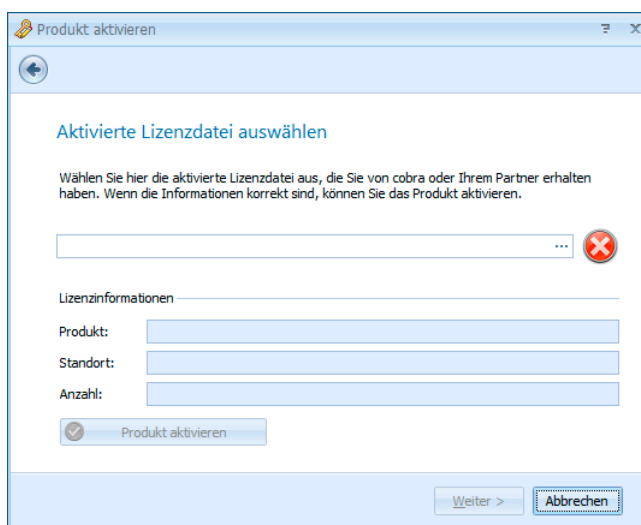 Produkt aktivieren
Aktivierte Lizenzdatei auswählen
Wählen Sie hier die aktivierte Lizenzdatei aus, die Sie von cobra oder Ihrem Partner erhalten
haben. Wenn die Informationen korrekt sind, können Sie das Produkt aktivieren.
...
Lizenzinformationen
Produkt:
Standort:
Anzahl:
Produkt aktivieren
Weiter > Abbrechen